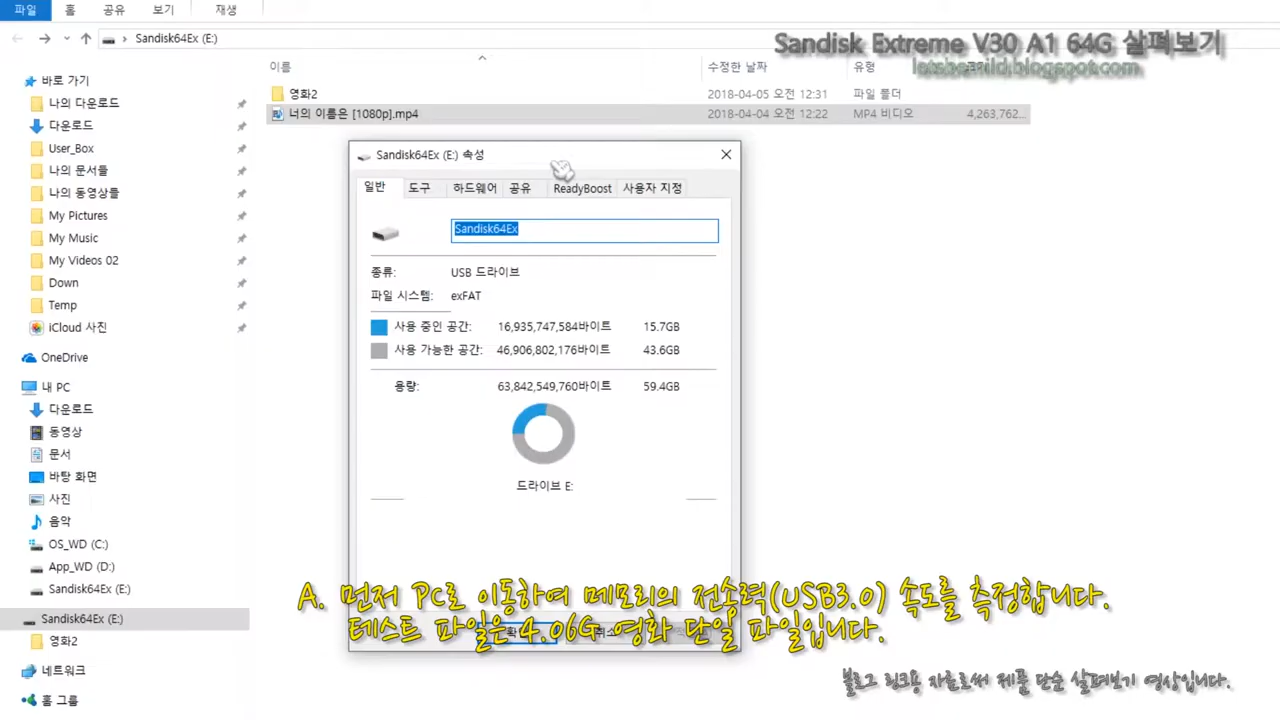 파일 홈 공유 보기 재생
Sandisk64Ex (E:)
Sandisk Extreme V30 A1 64G 살펴보기
letsbemild.blogspot.com
이름 수정한 날짜 유형
영화2 2018-04-05 오전 12:31 파일 폴더
너의 이름은 [1080p].mp4 2018-04-04 오전 12:22 MP4 비디오 4,263,762...
바로 가기
나의 다운로드
다운로드
User_Box
나의 문서들
나의 동영상들
My Pictures
My Music
My Videos 02
Down
Temp
iCloud 사진
OneDrive
내 PC
다운로드
동영상
문서
바탕 화면
사진
음악
OS_WD (C:)
App_WD (D:)
Sandisk64Ex (E:)
Sandisk64Ex (E:)
영화2
네트워크
홈 그룹
Sandisk64Ex (E:) 속성
일반 도구 하드웨어 공유 ReadyBoost 사용자 지정
Sandisk64Ex
종류: USB 드라이브
파일 시스템: exFAT
사용 중인 공간: 16,935,747,584바이트 15.7GB
사용 가능한 공간: 46,906,802,176바이트 43.6GB
용량: 63,842,549,760바이트 59.4GB
드라이브 E:
A. 먼저 Pc로 이동하여 메모리의 전송력(USB3.0) 속도를 측정합니다.
테스트 파일은 4.06G 영화 단일 파일입니다.
블로그 링크용 자료로써 제품 단순 살펴보기 영상입니다.